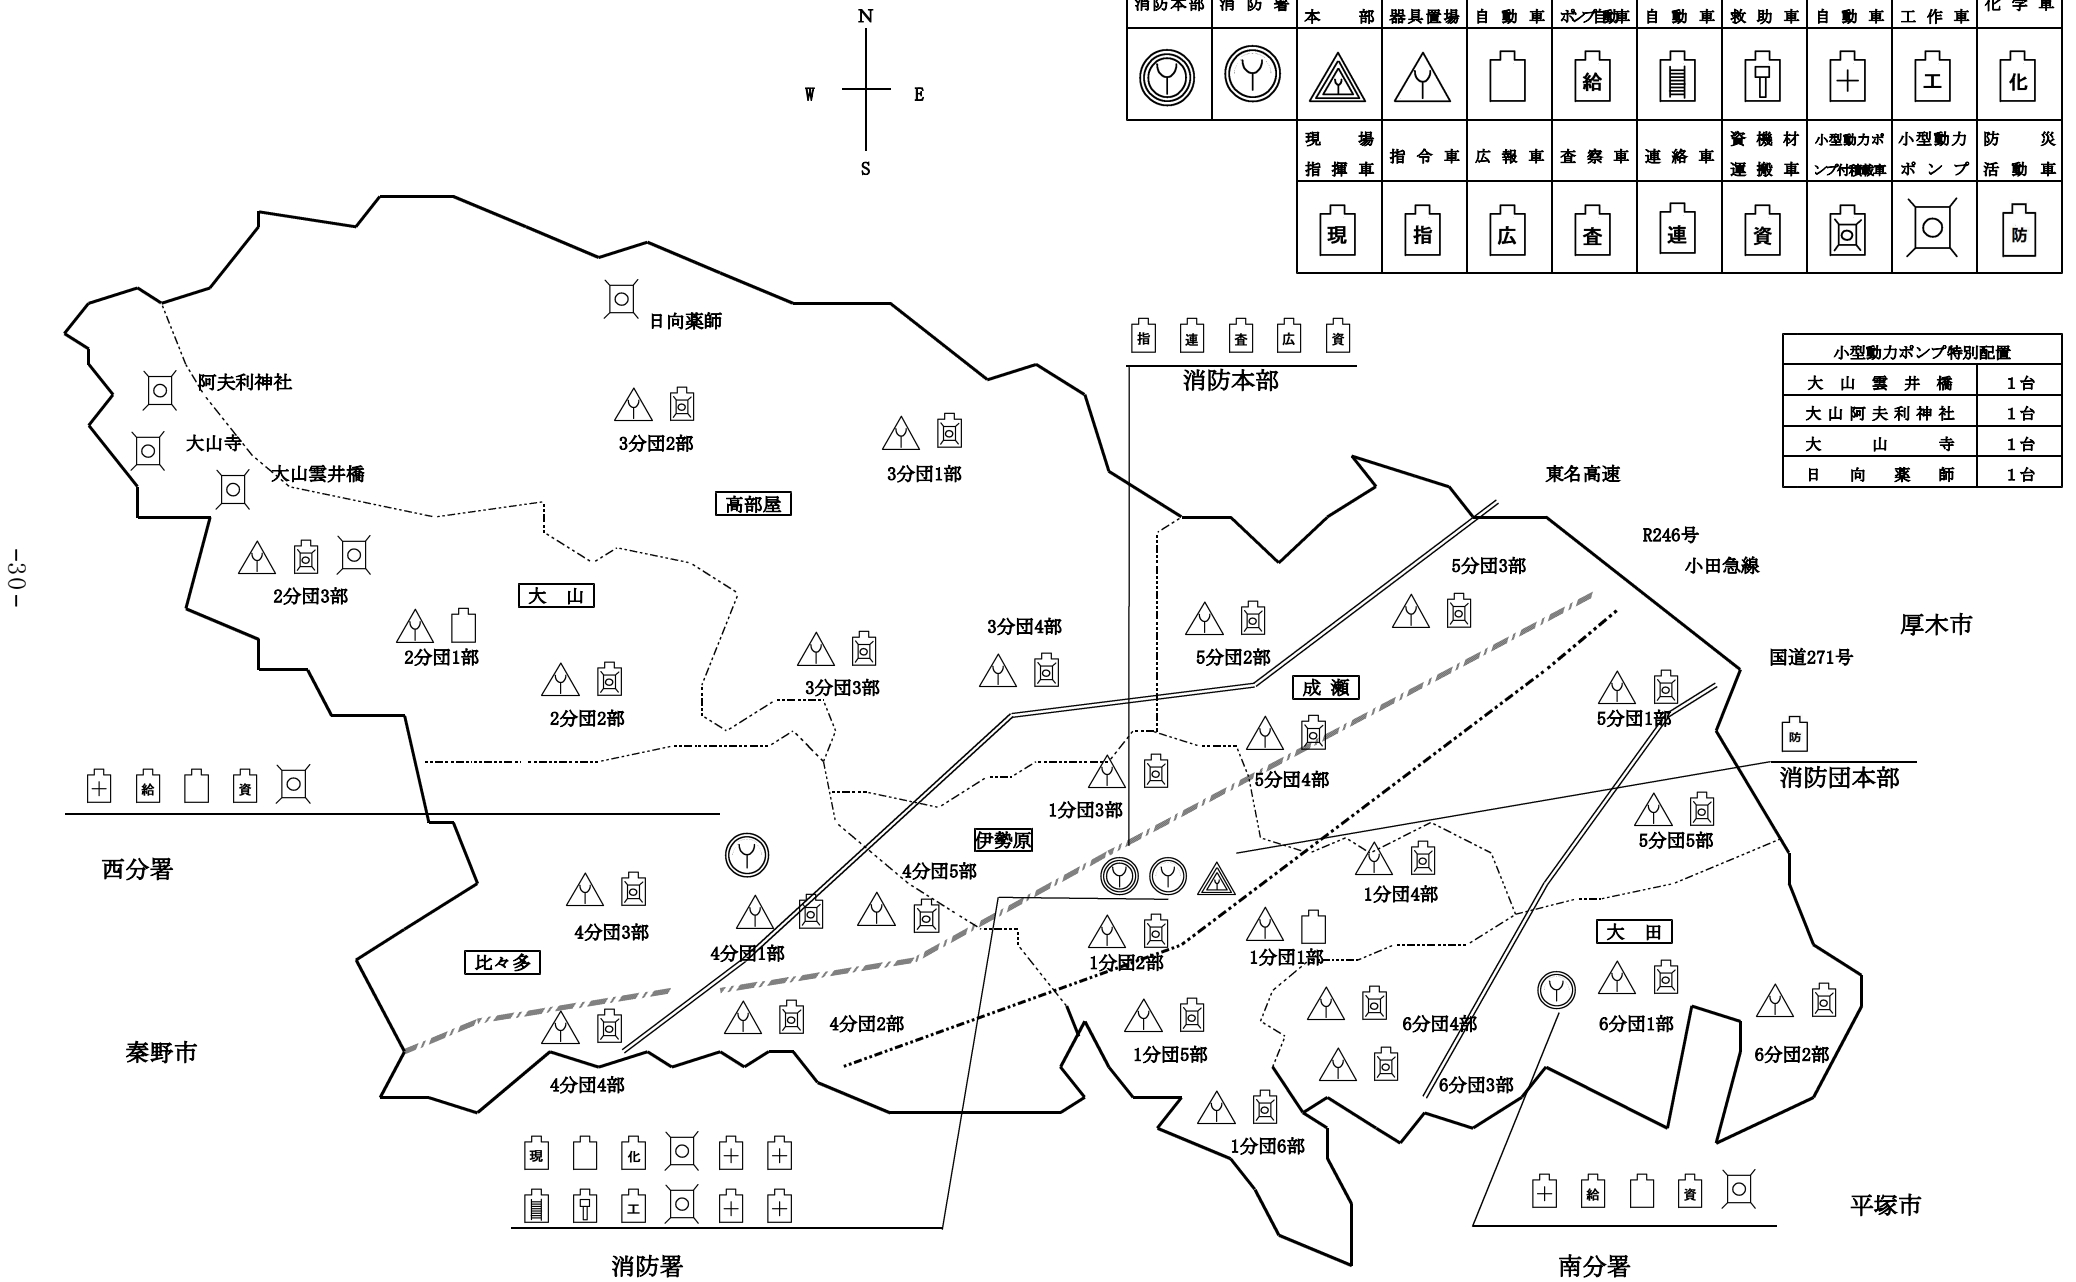 N
W E
S
消防本部 消防署 本部 器具置場 自動車 ポンプ自動車 自動車 救助車 自動車 工作車 化学車
給 工 化
現場指揮車 指令車 広報車 査察車 連絡車 資機材運搬車 小型動力ポンプ付積載車 小型動力ポンプ 防災活動車
現 指 広 査 連 資 防
小型動力ポンプ特別配置
大山雲井橋 1台
大山阿夫利神社 1台
大山寺 1台
日向薬師 1台
指 連 査 広 資
消防本部
日向薬師
阿夫利神社
大山寺
大山雲井橋
3分団2部
3分団1部
高部屋
東名高速
R246号
小田急線
厚木市
国道271号
5分団3部
2分団3部
大山
2分団1部
3分団4部
5分団2部
3分団3部
成瀬
2分団2部
5分団1部
防
消防団本部
給 資
西分署
5分団4部
1分団3部
5分団5部
伊勢原
4分団5部
1分団4部
4分団3部
大田
比々多
4分団1部
1分団2部
1分団1部
4分団2部
6分団4部
6分団1部
秦野市
1分団5部
6分団2部
4分団4部
6分団3部
1分団6部
現 化
工
消防署
給 資
南分署
平塚市
-30-